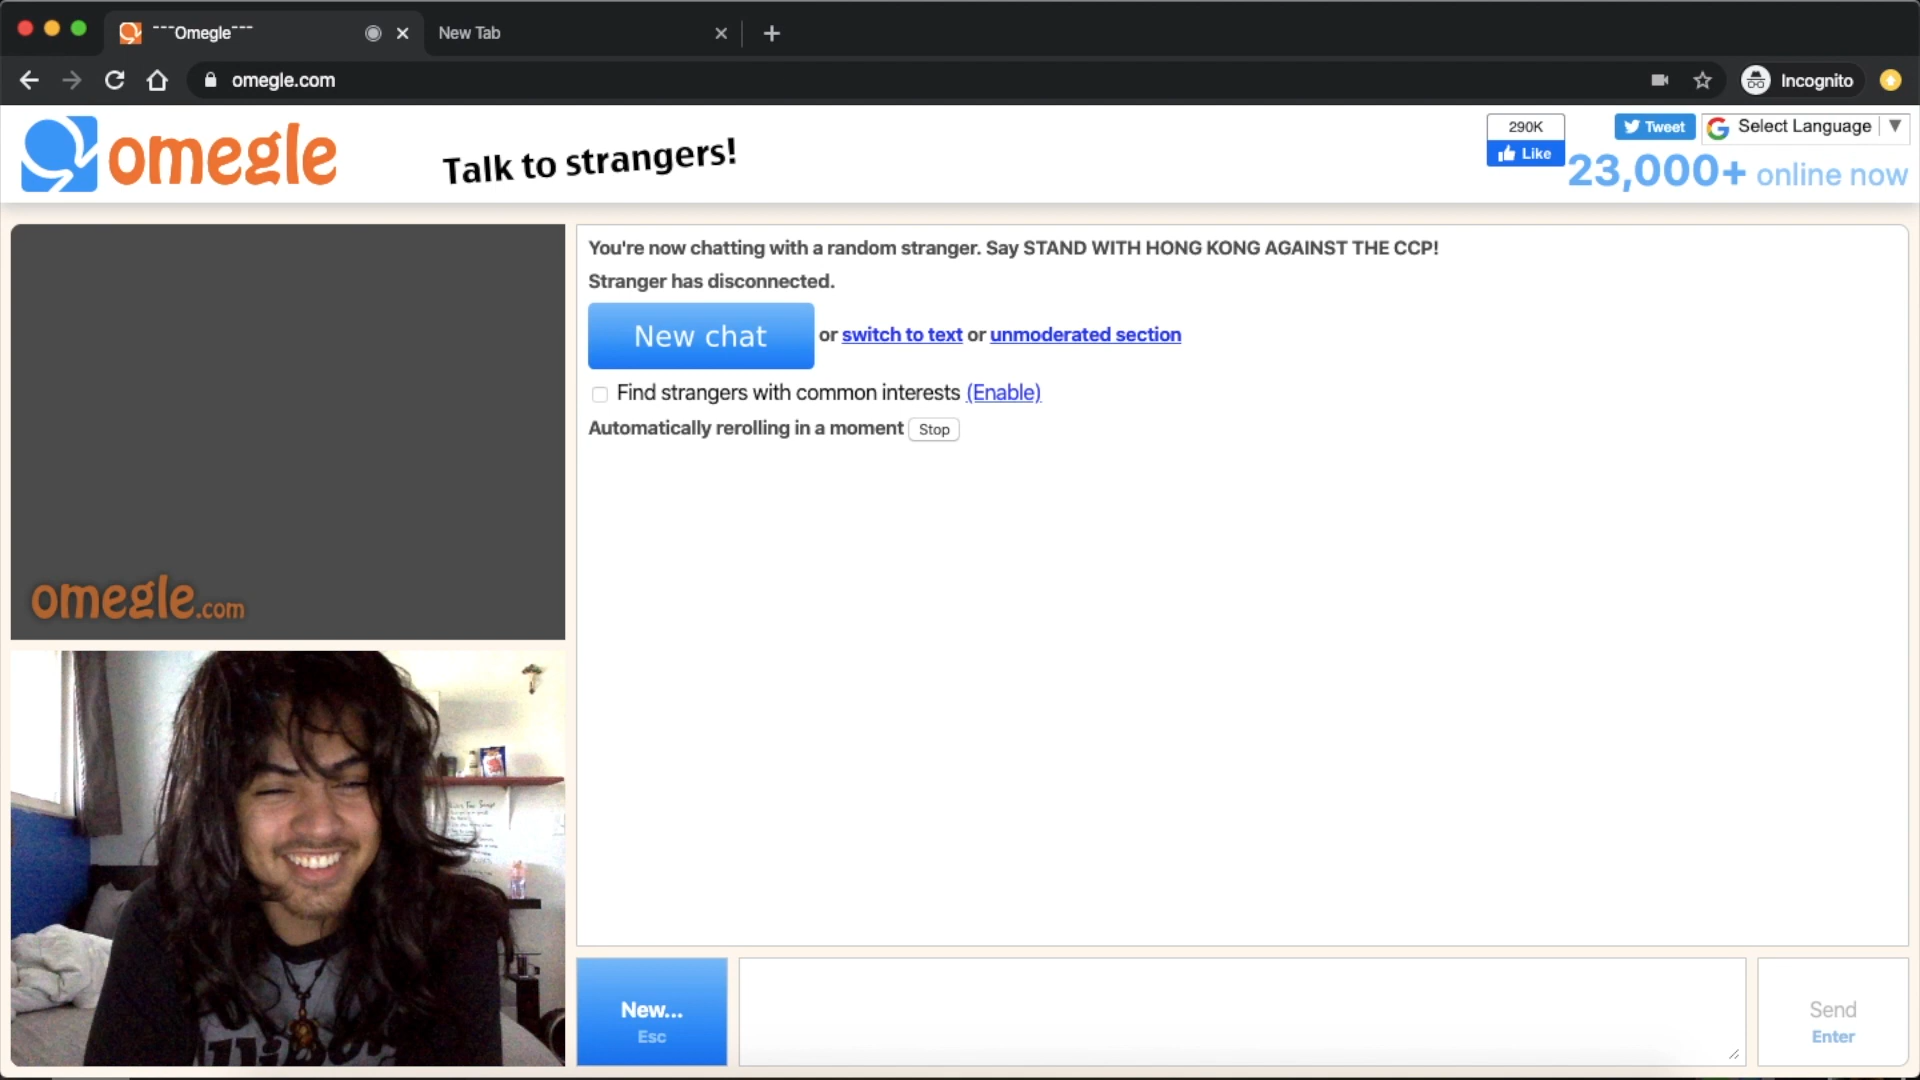 ---Omegle---
New Tab
omegle.com
Incognito
omegle
Talk to strangers!
290K
Like
Tweet
Select Language
23,000+ online now
You're now chatting with a random stranger. Say STAND WITH HONG KONG AGAINST THE CCP!
Stranger has disconnected.
New chat or switch to text or unmoderated section
Find strangers with common interests (Enable)
Automatically rerolling in a moment Stop
omegle.com
New...
Esc
Send
Enter